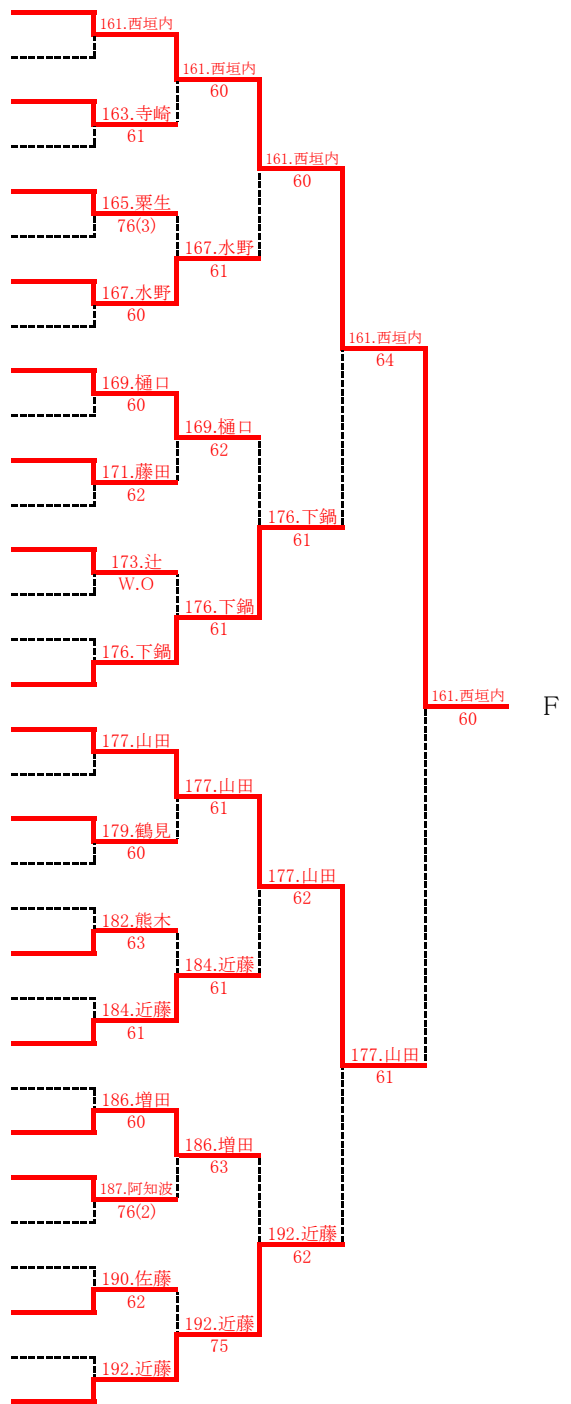 161.西垣内
161.西垣内
60
163.寺崎
61
161.西垣内
60
165.粟生
76(3)
167.水野
61
167.水野
60
161.西垣内
64
169.樋口
60
169.樋口
62
171.藤田
62
176.下鍋
61
173.辻
W.O
176.下鍋
61
176.下鍋
161.西垣内
60
F
177.山田
177.山田
61
179.鶴見
60
177.山田
62
182.熊木
63
184.近藤
61
184.近藤
61
177.山田
61
186.増田
60
186.増田
63
187.阿知波
76(2)
192.近藤
62
190.佐藤
62
192.近藤
75
192.近藤